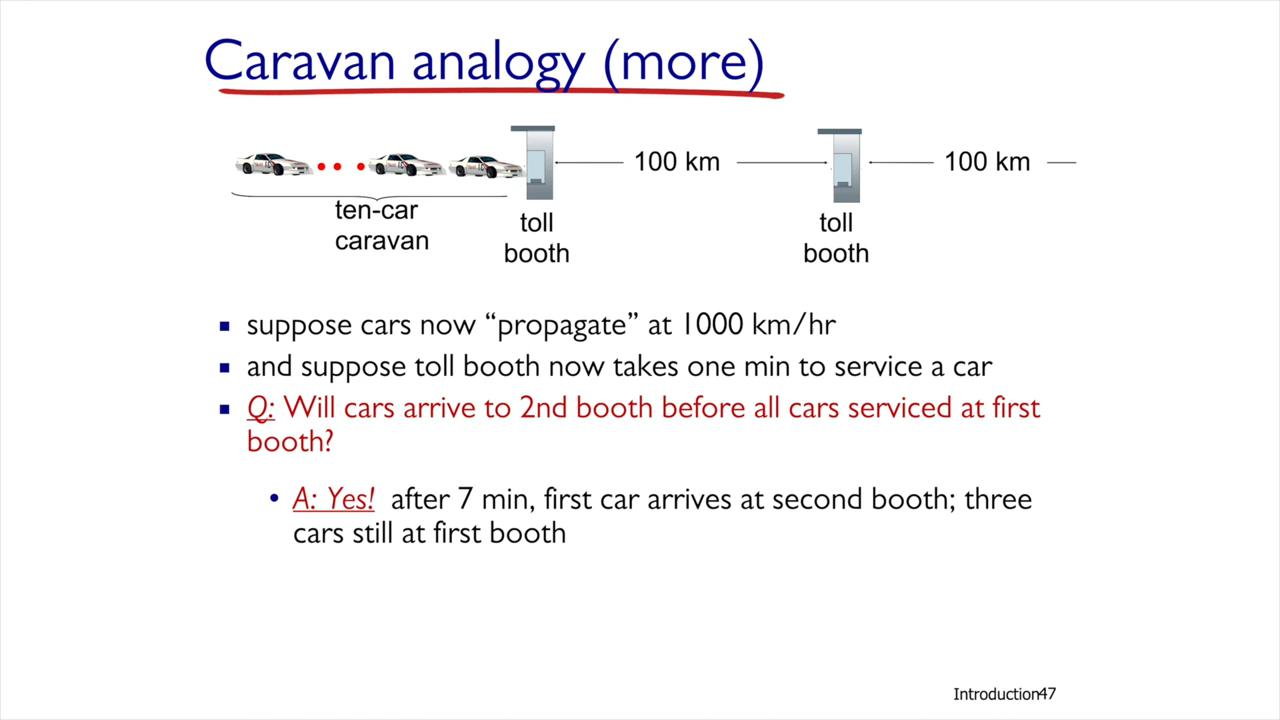 Caravan analogy (more)
100 km
100 km
ten-car
caravan
toll
booth
toll
booth
■ suppose cars now “propagate” at 1000 km/hr
■ and suppose toll booth now takes one min to service a car
■ Q: Will cars arrive to 2nd booth before all cars serviced at first
booth?
• A: Yes! after 7 min, first car arrives at second booth; three
cars still at first booth
Introduction47